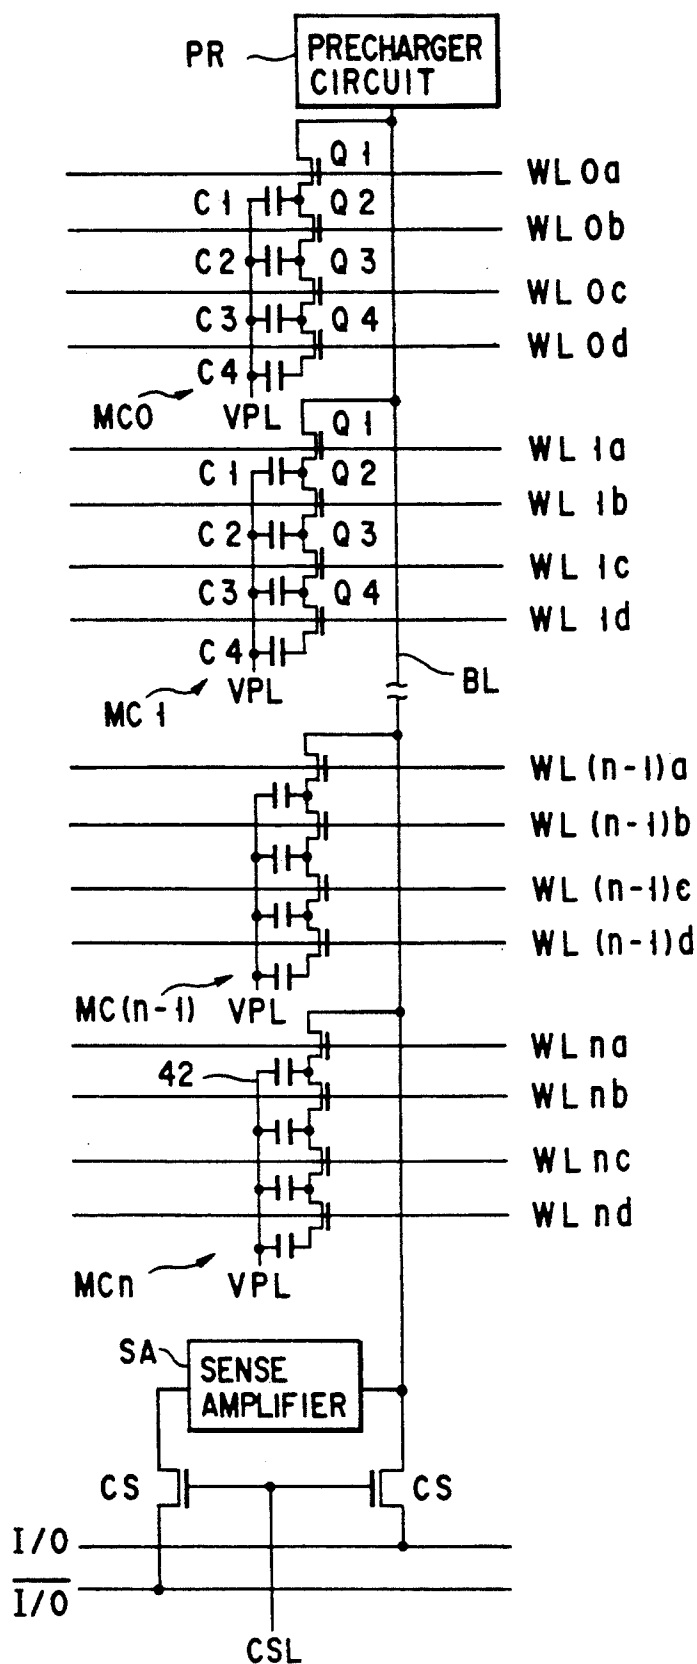 PR
PRECHARGER
CIRCUIT
Q1
WL0a
C1
Q2
WL0b
C2
Q3
WL0c
C3
Q4
WL0d
C4
MC0
VPL
Q1
WL1a
C1
Q2
WL1b
C2
Q3
WL1c
C3
Q4
WL1d
C4
VPL
BL
MC1
WL(n-1)a
WL(n-1)b
WL(n-1)c
WL(n-1)d
MC(n-1)
VPL
WLna
42
WLnb
WLnc
WLnd
MCn
VPL
SA
SENSE
AMPLIFIER
CS
CS
I/O
I/O
CSL